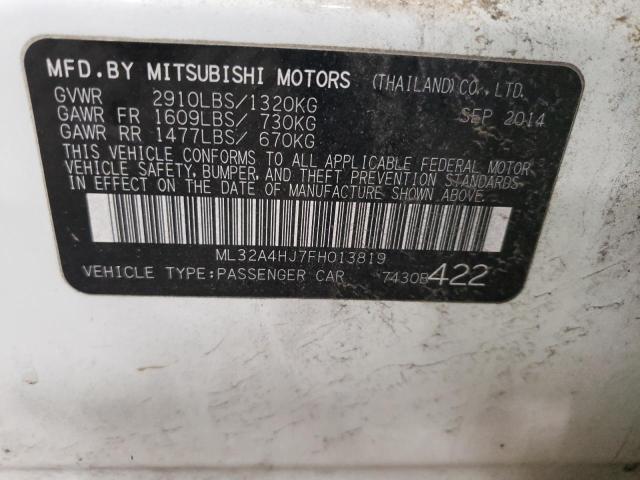 MFD.BY MITSUBISHI MOTORS (THAILAND) CO., LTD.
GVWR 2910LBS/1320KG SEP 2014
GAWR FR 1609LBS/ 730KG
GAWR RR 1477LBS/ 670KG
THIS VEHICLE CONFORMS TO ALL APPLICABLE FEDERAL MOTOR
VEHICLE SAFETY, BUMPER, AND THEFT PREVENTION STANDARDS
IN EFFECT ON THE DATE OF MANUFACTURE SHOWN ABOVE.
ML32A4HJ7FH013819
VEHICLE TYPE:PASSENGER CAR 7430B422